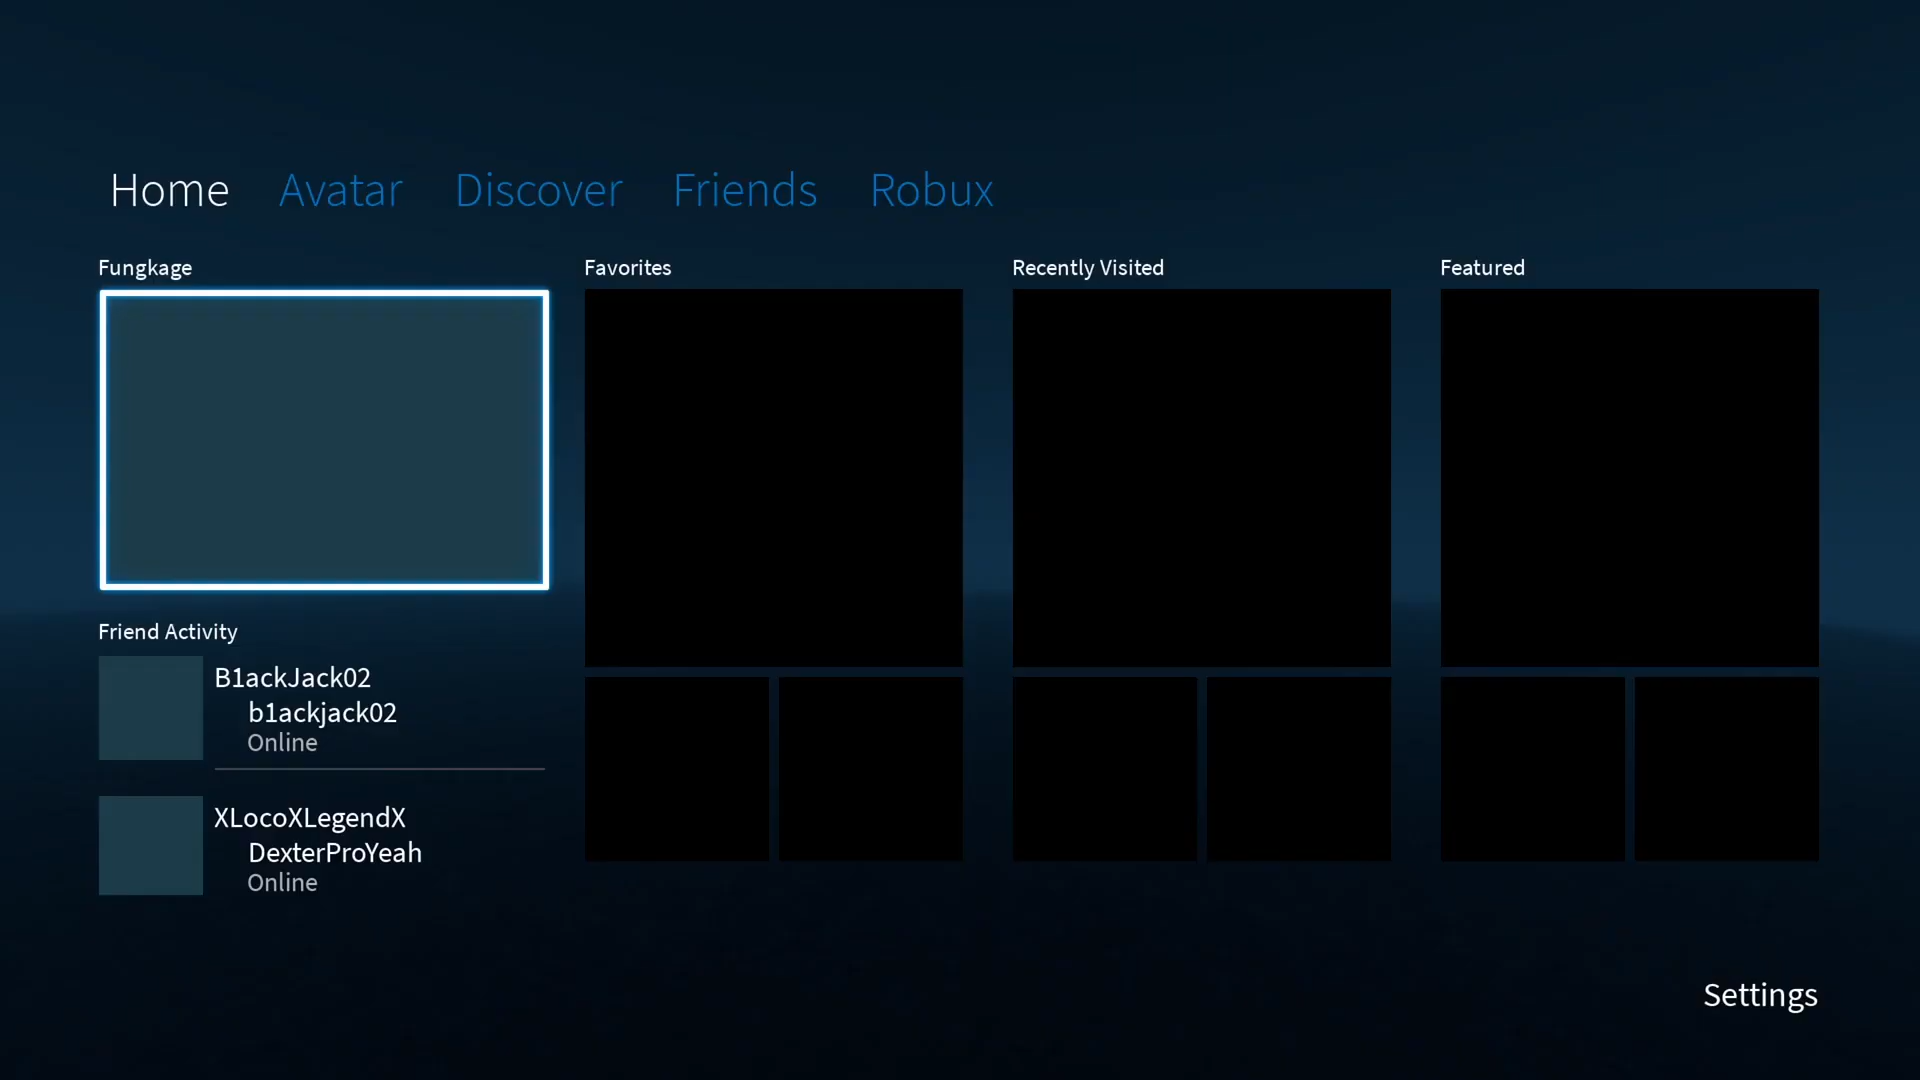 Home Avatar Discover Friends Robux
Fungkage
Favorites
Recently Visited
Featured
Friend Activity
B1ackJack02
b1ackjack02
Online
XLocoXLegendX
DexterProYeah
Online
Settings